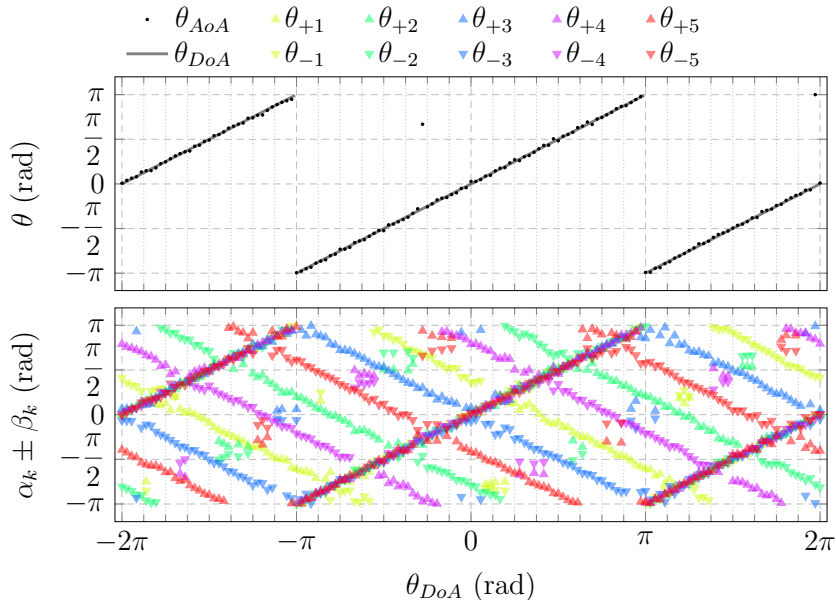 θ_AoA θ_+1 θ_+2 θ_+3 θ_+4 θ_+5
θ_DoA θ_−1 θ_−2 θ_−3 θ_−4 θ_−5
π
π/2
0
−π/2
−π
θ (rad)
π
π/2
0
−π/2
−π
α_k ± β_k (rad)
−2π −π 0 π 2π
θ_DoA (rad)